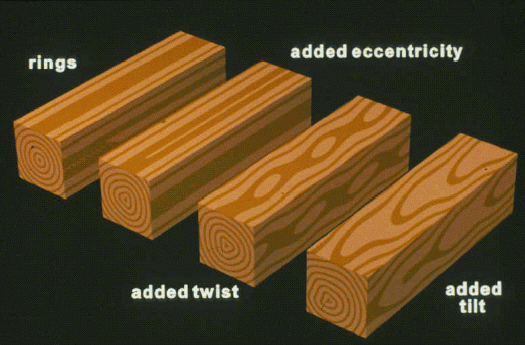 rings
added eccentricity
added twist
added
tilt